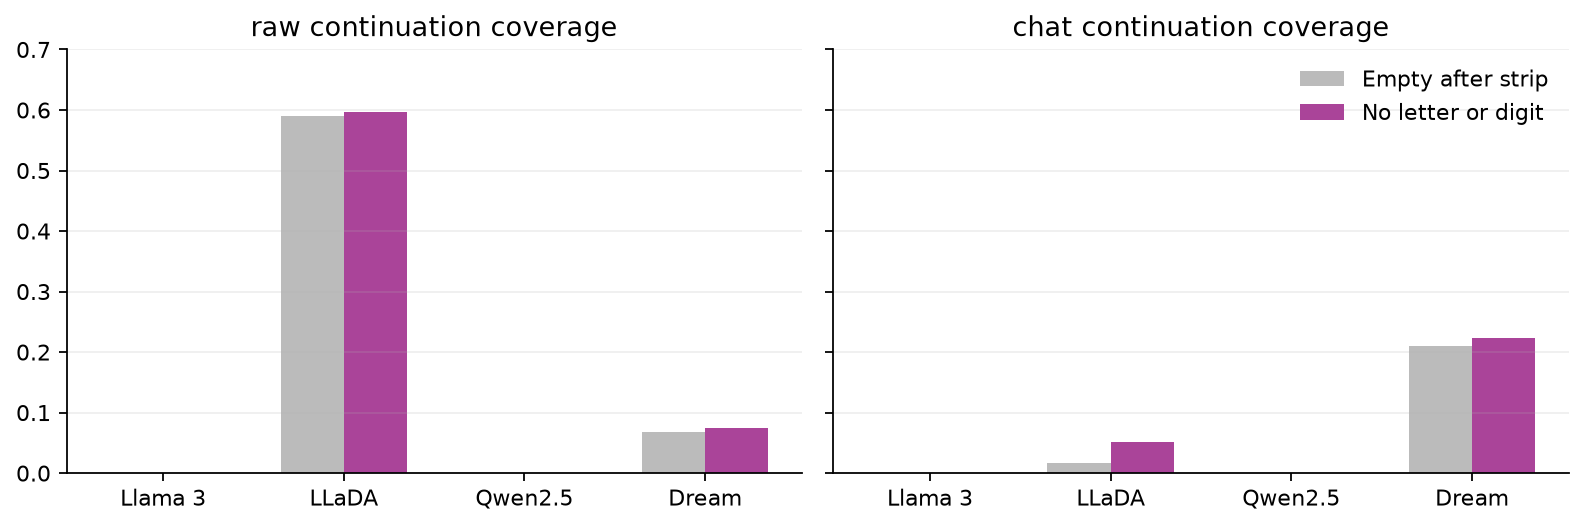 raw continuation coverage
0.7
0.6
0.5
0.4
0.3
0.2
0.1
0.0
Llama 3 LLaDA Qwen2.5 Dream
chat continuation coverage
Empty after strip
No letter or digit
Llama 3 LLaDA Qwen2.5 Dream